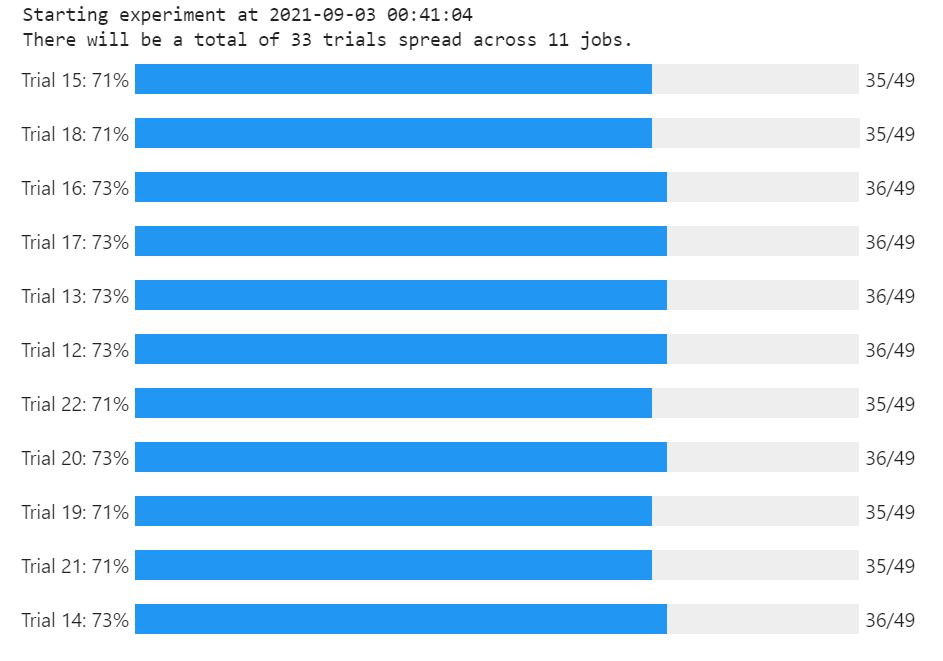 Starting experiment at 2021-09-03 00:41:04
There will be a total of 33 trials spread across 11 jobs.
Trial 15: 71% 35/49
Trial 18: 71% 35/49
Trial 16: 73% 36/49
Trial 17: 73% 36/49
Trial 13: 73% 36/49
Trial 12: 73% 36/49
Trial 22: 71% 35/49
Trial 20: 73% 36/49
Trial 19: 71% 35/49
Trial 21: 71% 35/49
Trial 14: 73% 36/49